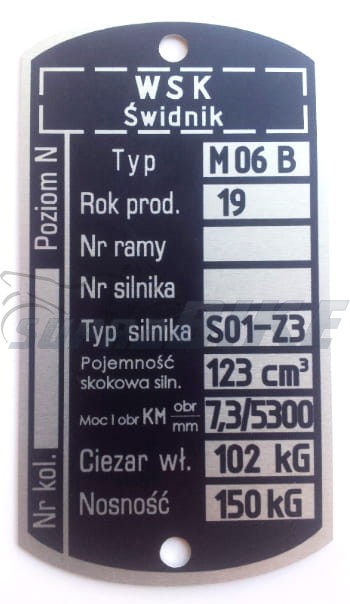 WSK
Świdnik
Typ M 06 B
Rok prod. 19
Nr ramy
Nr silnika
Typ silnika S01-Z3
Pojemność
skokowa siln. 123 cm³
Moc i obr KM obr/mm 7,3/5300
Ciezar wł. 102 kG
Nosność 150 kG
Poziom N
Nr kol.